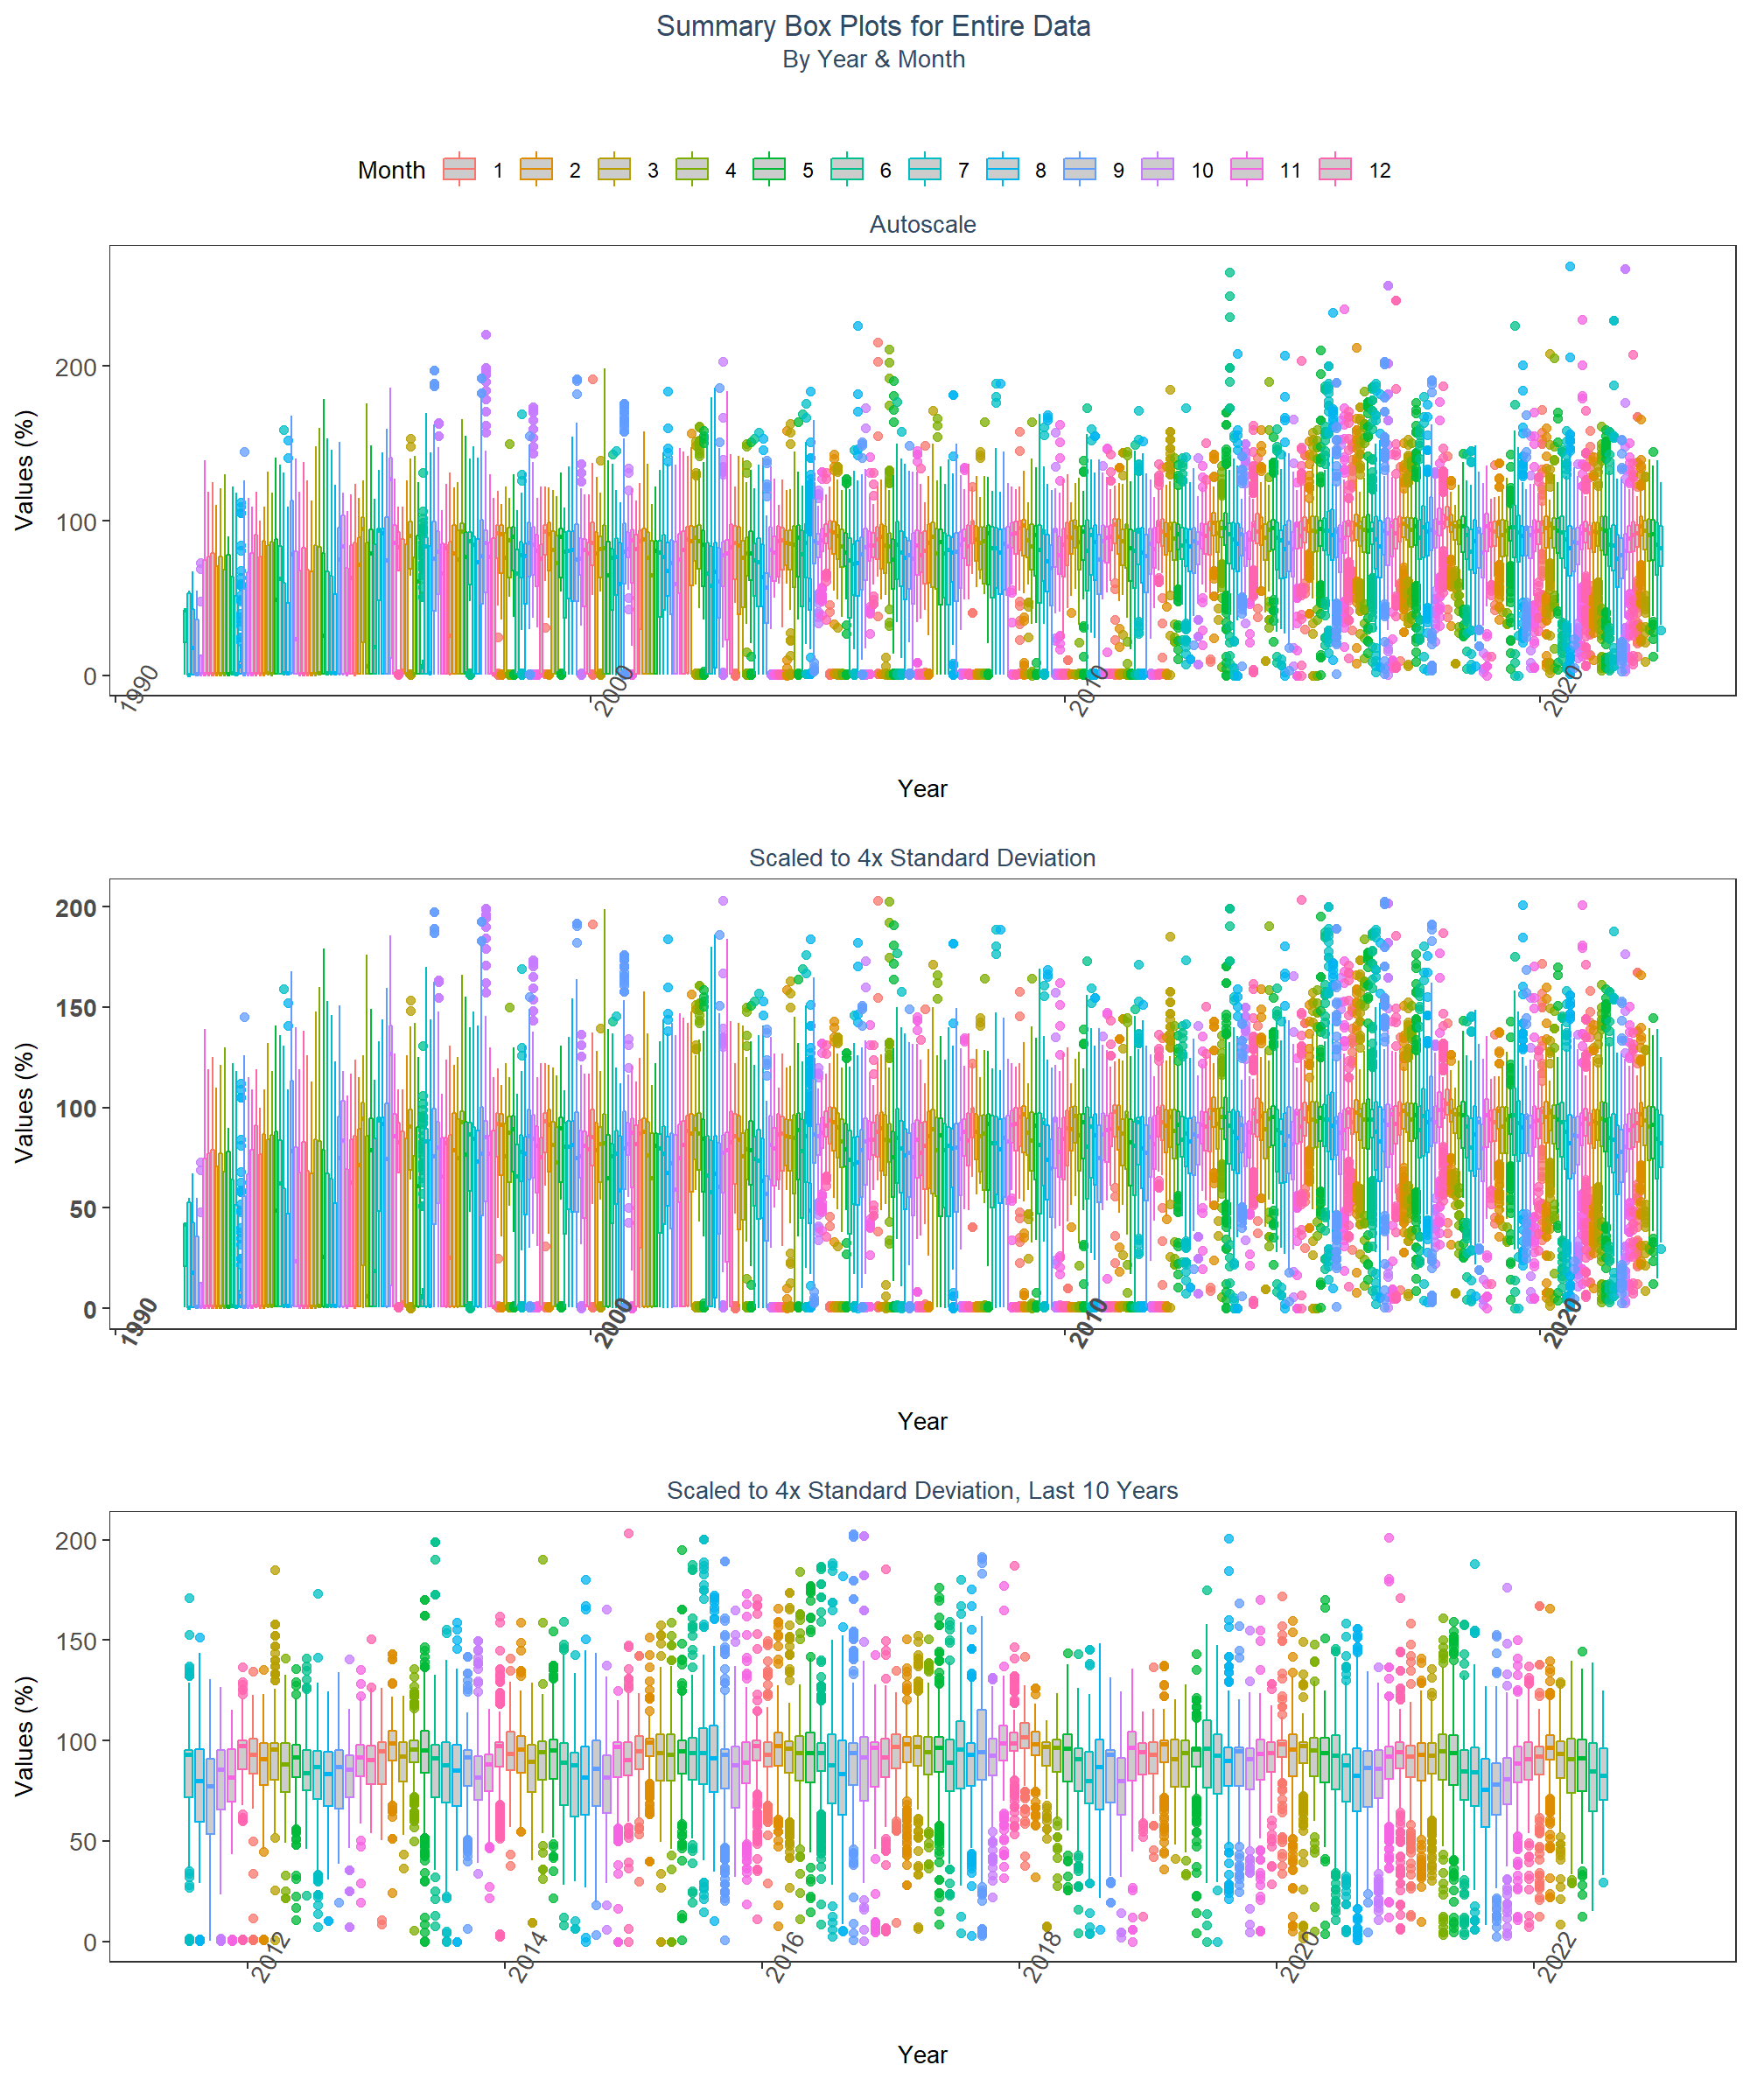 Summary Box Plots for Entire Data
By Year & Month
Month 1 2 3 4 5 6 7 8 9 10 11 12
Autoscale
Values (%)
200
100
0
1990 2000 2010 2020
Year
Scaled to 4x Standard Deviation
Values (%)
200
150
100
50
0
1990 2000 2010 2020
Year
Scaled to 4x Standard Deviation, Last 10 Years
Values (%)
200
150
100
50
0
2012 2014 2016 2018 2020 2022
Year